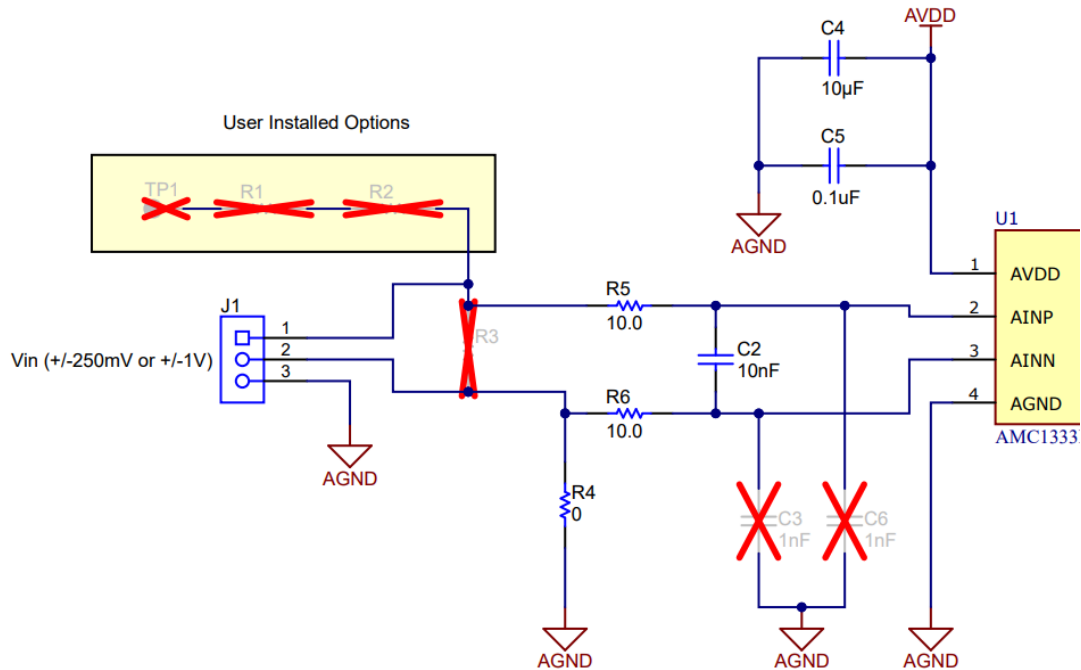 AVDD
C4
10µF
C5
0.1uF
AGND
User Installed Options
TP1
R1
R2
U1
1
AVDD
2
AINP
3
AINN
4
AGND
J1
1
2
3
Vin (+/-250mV or +/-1V)
AGND
R3
R5
10.0
C2
10nF
R6
10.0
R4
0
C3
1nF
C6
1nF
AGND
AGND
AGND